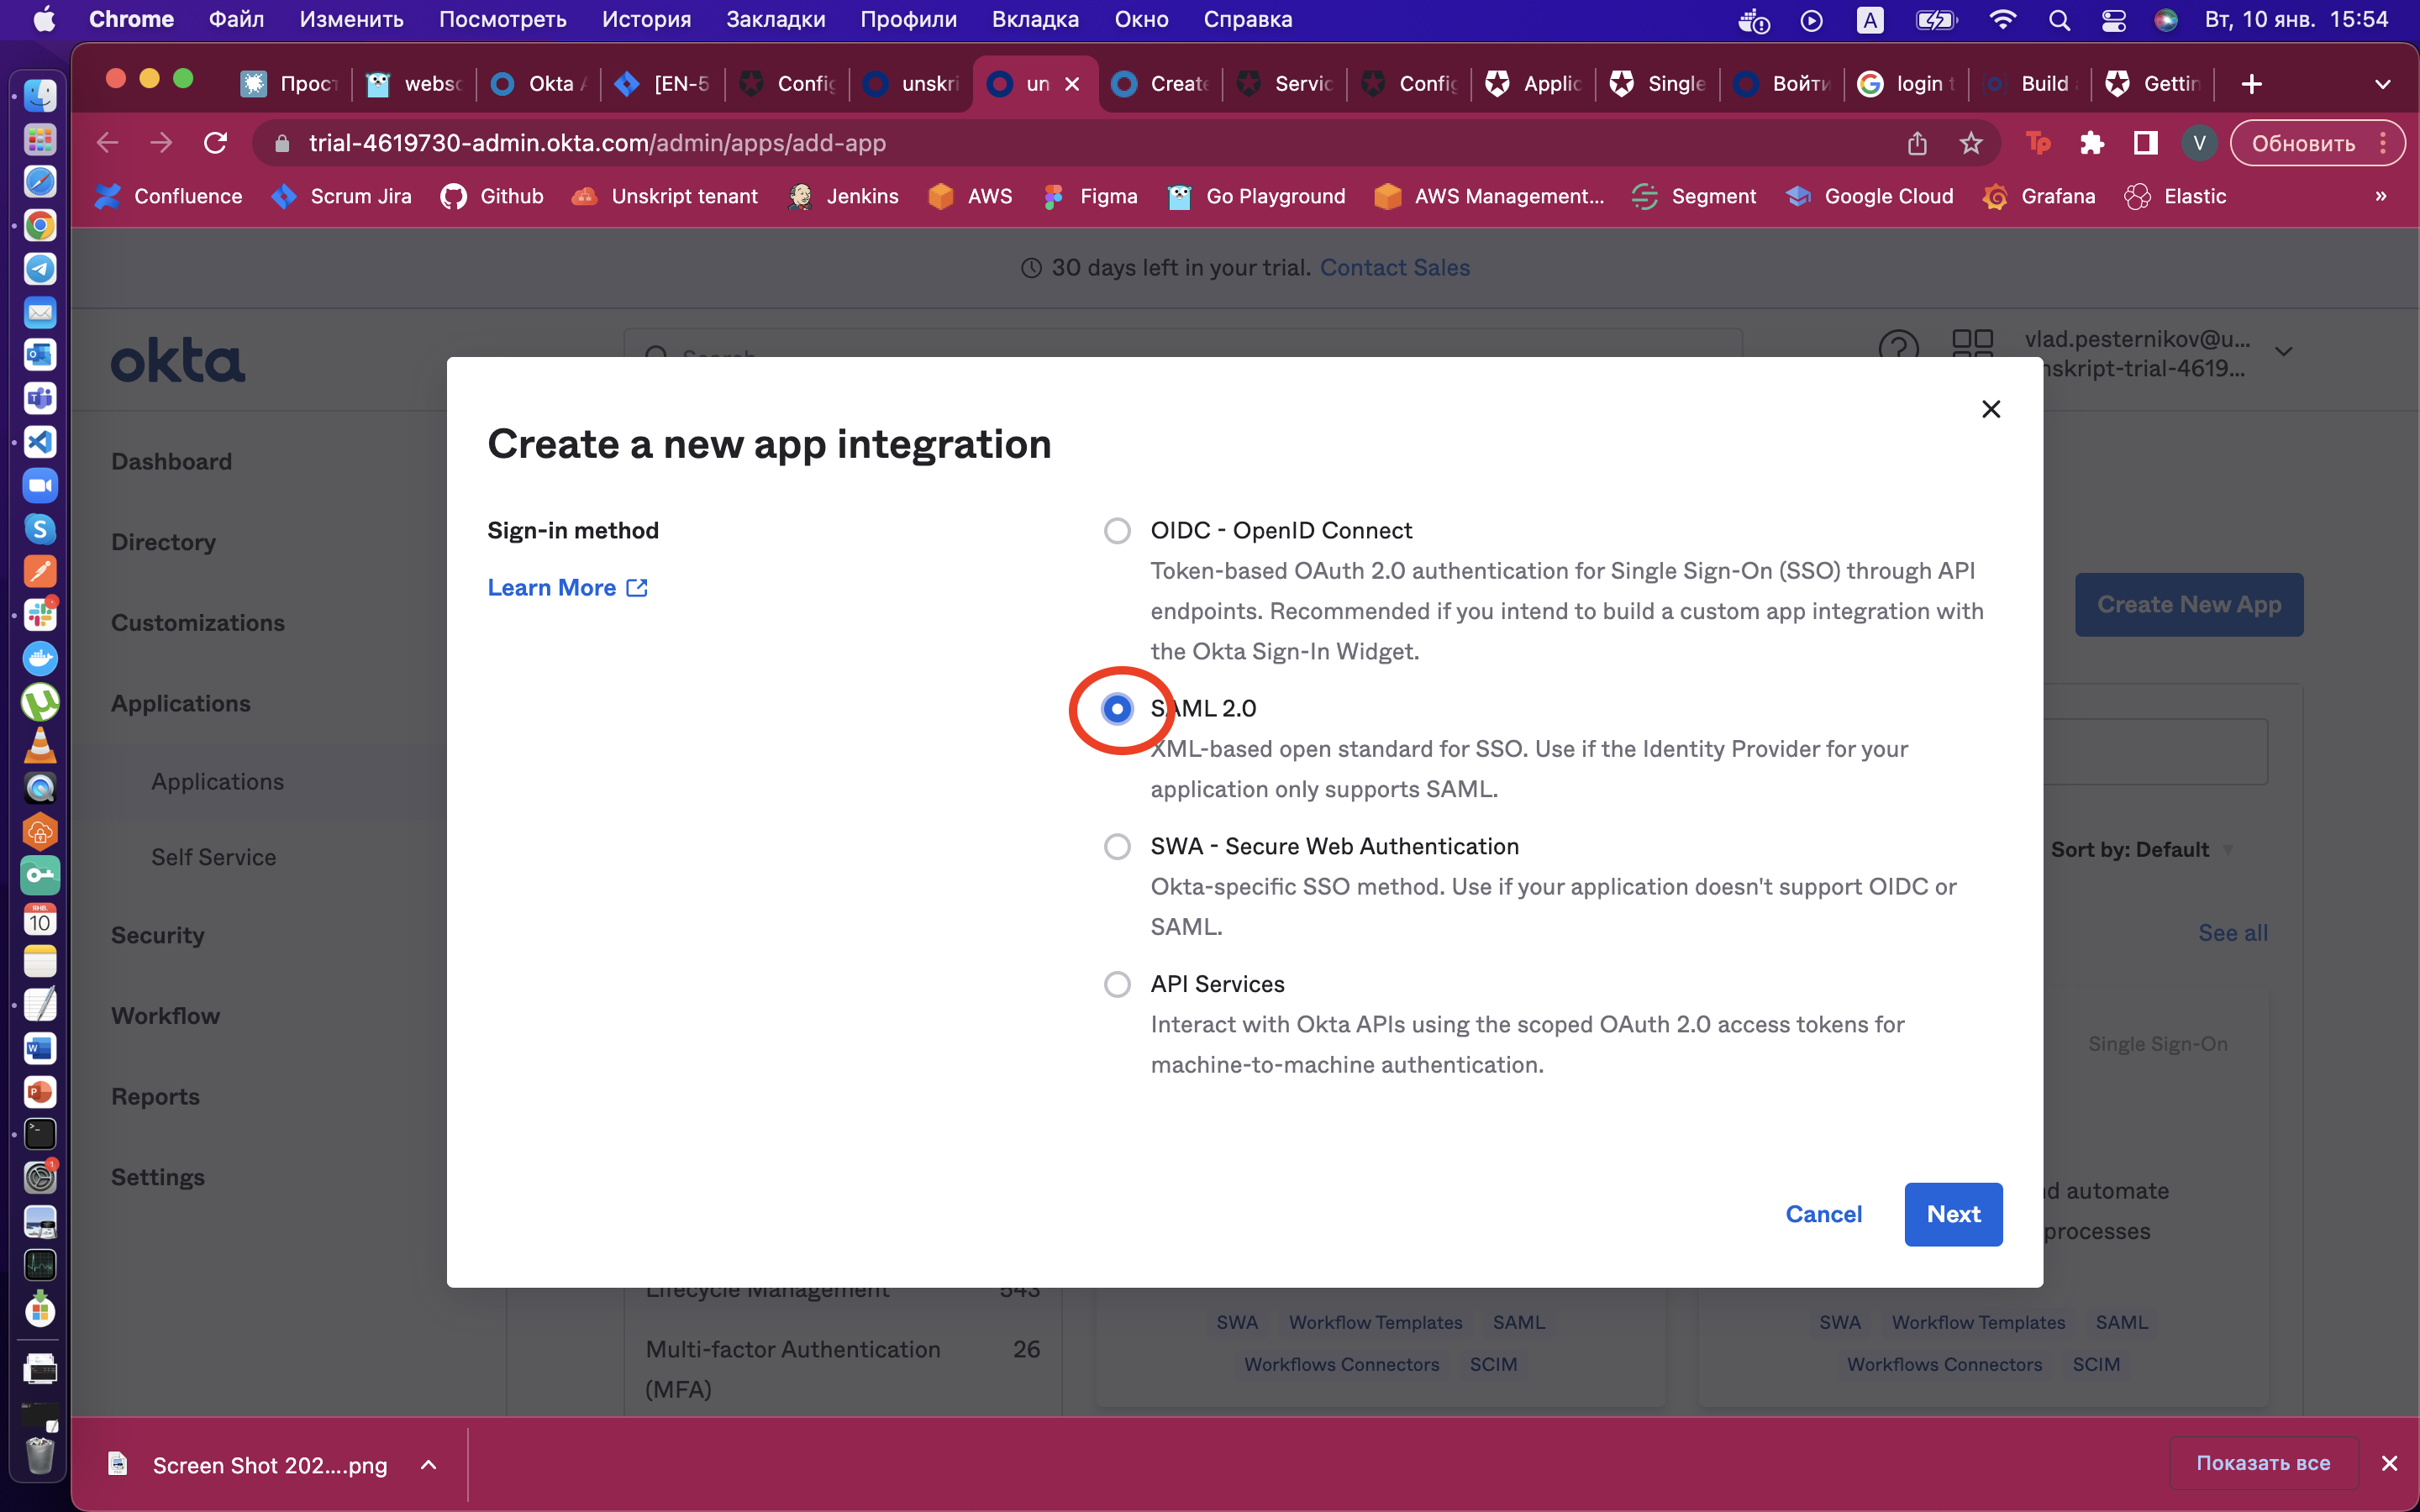 Chrome Файл Изменить Посмотреть История Закладки Профили Вкладка Окно Справка A Вт, 10 янв. 15:54
Прост websc Okta A [EN-5 Config unskri un Create Servic Config Applic Single Войти login t Build a Gettin
trial-4619730-admin.okta.com/admin/apps/add-app Tp V Обновить
Confluence Scrum Jira Github Unskript tenant Jenkins AWS Figma Go Playground AWS Management... Segment Google Cloud Grafana Elastic »
30 days left in your trial. Contact Sales
okta
Search...
vlad.pesternikov@u...
nskript-trial-4619...
Create a new app integration
Sign-in method
Learn More
OIDC - OpenID Connect
Token-based OAuth 2.0 authentication for Single Sign-On (SSO) through API
endpoints. Recommended if you intend to build a custom app integration with
the Okta Sign-In Widget.
SAML 2.0
XML-based open standard for SSO. Use if the Identity Provider for your
application only supports SAML.
SWA - Secure Web Authentication
Okta-specific SSO method. Use if your application doesn't support OIDC or
SAML.
API Services
Interact with Okta APIs using the scoped OAuth 2.0 access tokens for
machine-to-machine authentication.
Cancel Next
Dashboard
Directory
Customizations
Applications
Applications
Self Service
Security
Workflow
Reports
Settings
Create New App
Sort by: Default
See all
Single Sign-On
nd automate
processes
Lifecycle Management 543
Multi-factor Authentication 26
(MFA)
SWA Workflow Templates SAML
Workflows Connectors SCIM
SWA Workflow Templates SAML
Workflows Connectors SCIM
ЯНВ.
10
Screen Shot 202....png
Показать все